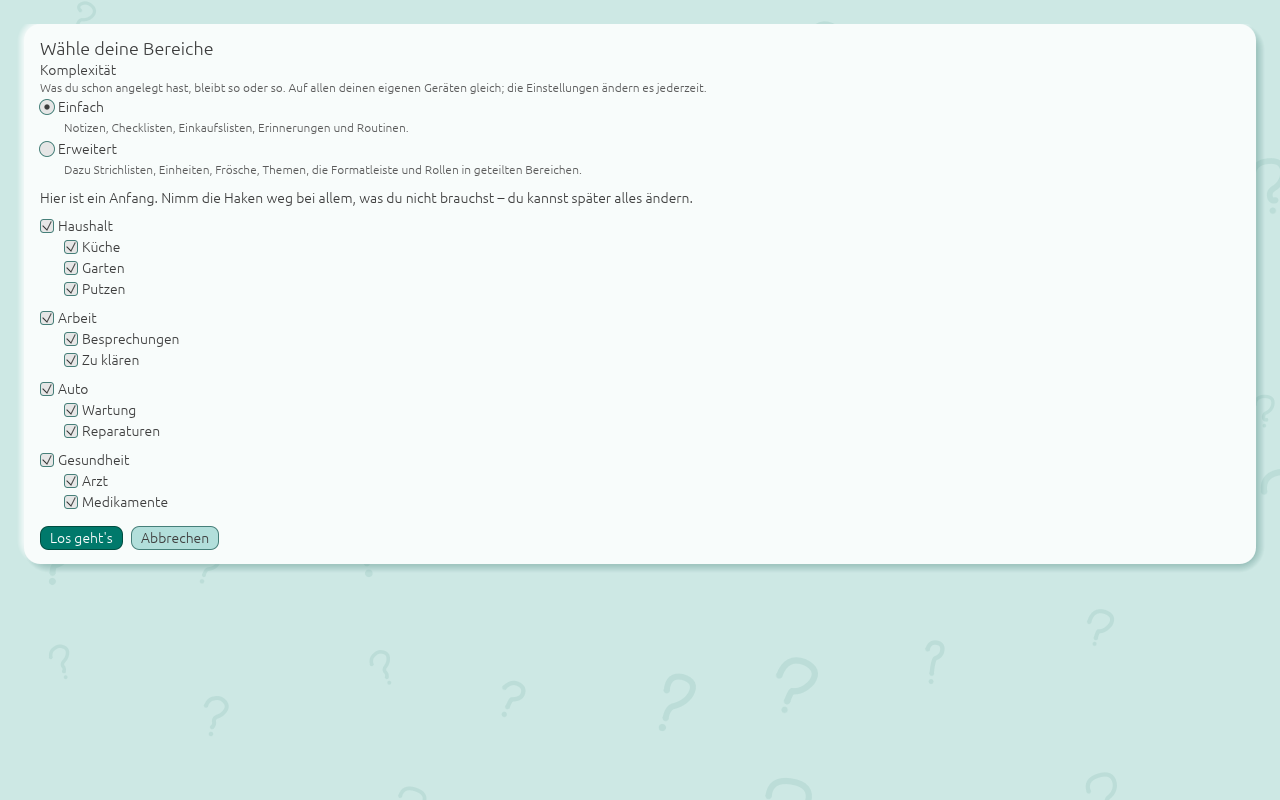 Wähle deine Bereiche
Komplexität
Was du schon angelegt hast, bleibt so oder so. Auf allen deinen eigenen Geräten gleich; die Einstellungen ändern es jederzeit.
Einfach
Notizen, Checklisten, Einkaufslisten, Erinnerungen und Routinen.
Erweitert
Dazu Strichlisten, Einheiten, Frösche, Themen, die Formatleiste und Rollen in geteilten Bereichen.
Hier ist ein Anfang. Nimm die Haken weg bei allem, was du nicht brauchst – du kannst später alles ändern.
Haushalt
Küche
Garten
Putzen
Arbeit
Besprechungen
Zu klären
Auto
Wartung
Reparaturen
Gesundheit
Arzt
Medikamente
Los geht's
Abbrechen